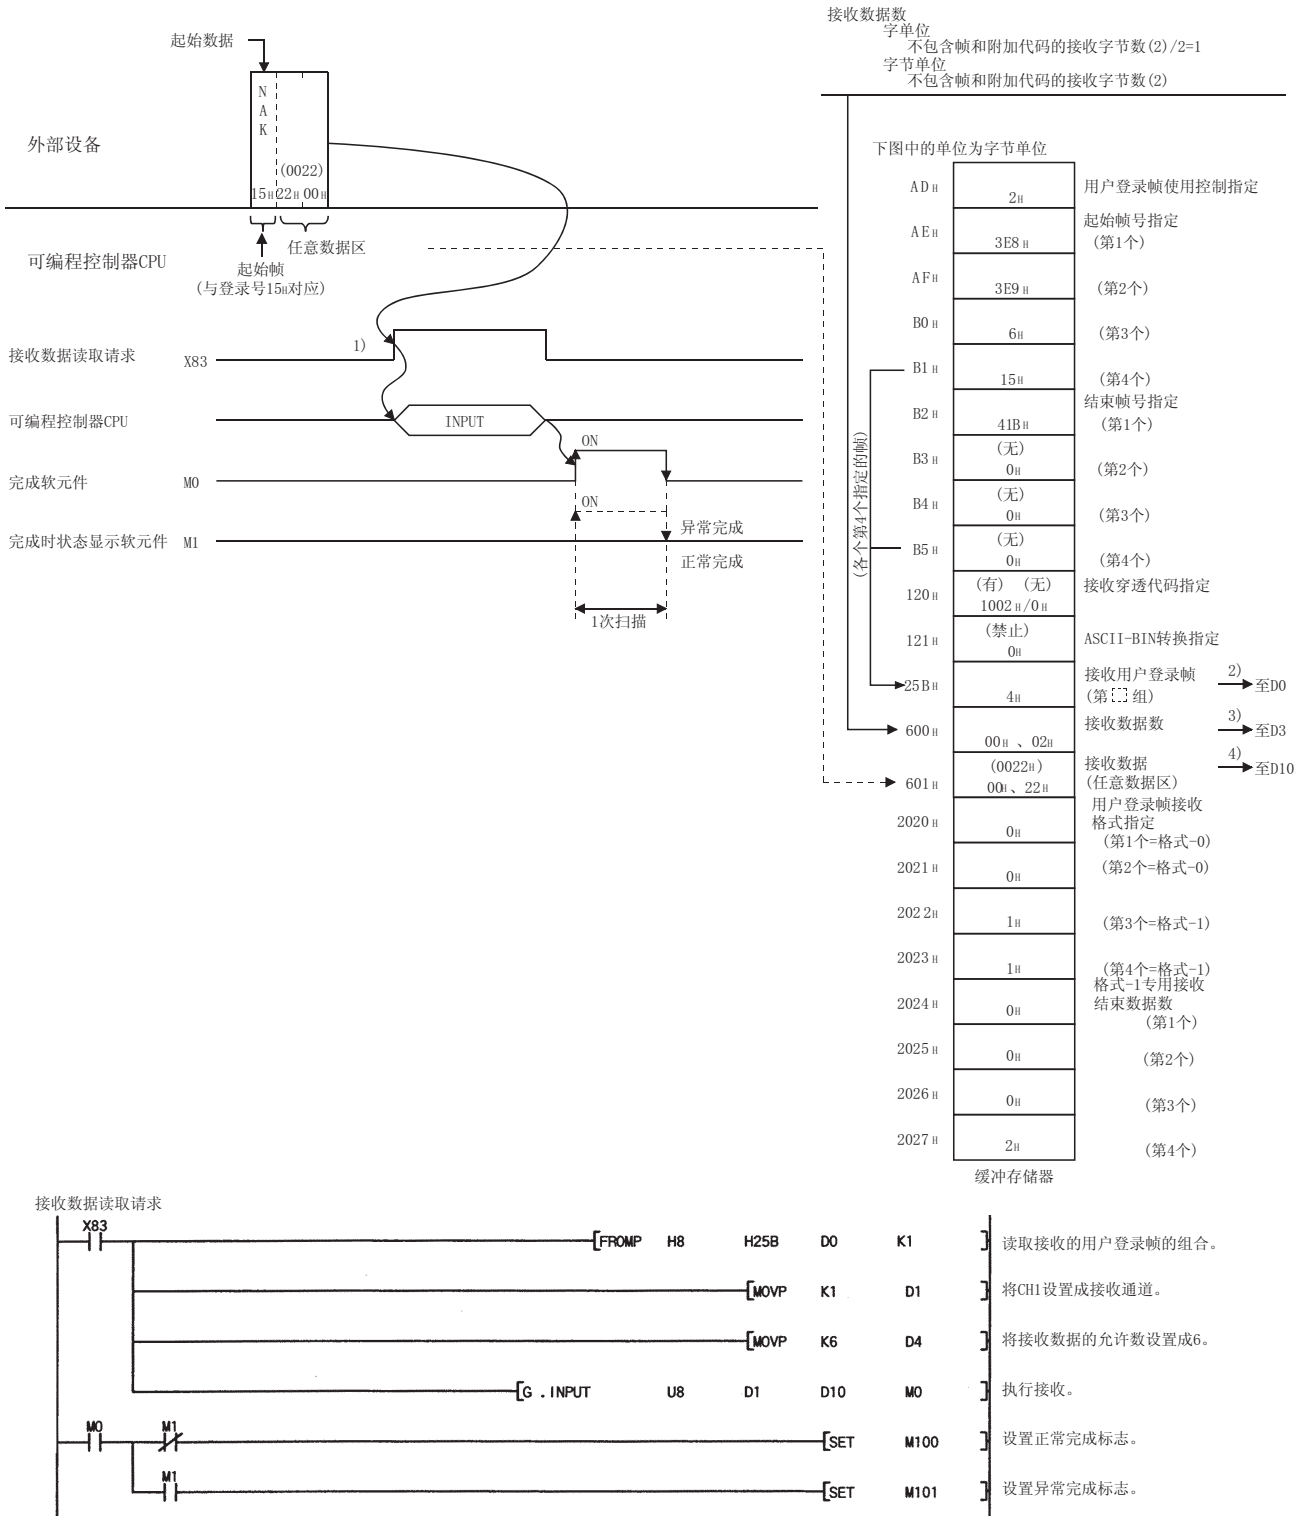 接收数据数
字单位
不包含帧和附加代码的接收字节数(2)/2=1
字节单位
不包含帧和附加代码的接收字节数(2)
起始数据
N
A
K
(0022)
15H 22H 00H
外部设备
可编程控制器CPU
任意数据区
起始帧
(与登录号15H对应)
接收数据读取请求 X83
1)
可编程控制器CPU
INPUT
完成软元件 M0
ON
完成时状态显示软元件 M1
ON
异常完成
正常完成
1次扫描
下图中的单位为字节单位
ADH 2H 用户登录帧使用控制指定
AEH 3E8H 起始帧号指定
(第1个)
AFH 3E9H (第2个)
B0H 6H (第3个)
B1H 15H (第4个)
B2H 41BH 结束帧号指定
(第1个)
B3H (无)
0H (第2个)
B4H (无)
0H (第3个)
B5H (无)
0H (第4个)
(各个第4个指定的帧)
120H (有) (无) 接收穿透代码指定
1002H/0H
121H (禁止)
0H ASCII-BIN转换指定
25BH 4H 接收用户登录帧
(第 组)
2) 至D0
600H 00H、02H 接收数据数
3) 至D3
601H (0022H)
00H、22H
接收数据
(任意数据区)
4) 至D10
2020H 0H 用户登录帧接收
格式指定
(第1个=格式-0)
2021H 0H (第2个=格式-0)
2022H 1H (第3个=格式-1)
2023H 1H (第4个=格式-1)
2024H 0H 格式-1专用接收
结束数据数
(第1个)
2025H 0H (第2个)
2026H 0H (第3个)
2027H 2H (第4个)
缓冲存储器
接收数据读取请求
X83
[FROMP H8 H25B D0 K1 ] 读取接收的用户登录帧的组合。
[MOVP K1 D1 ] 将CH1设置成接收通道。
[MOVP K6 D4 ] 将接收数据的允许数设置成6。
[G .INPUT U8 D1 D10 M0 ] 执行接收。
M0 M1
[SET M100 ] 设置正常完成标志。
M1
[SET M101 ] 设置异常完成标志。